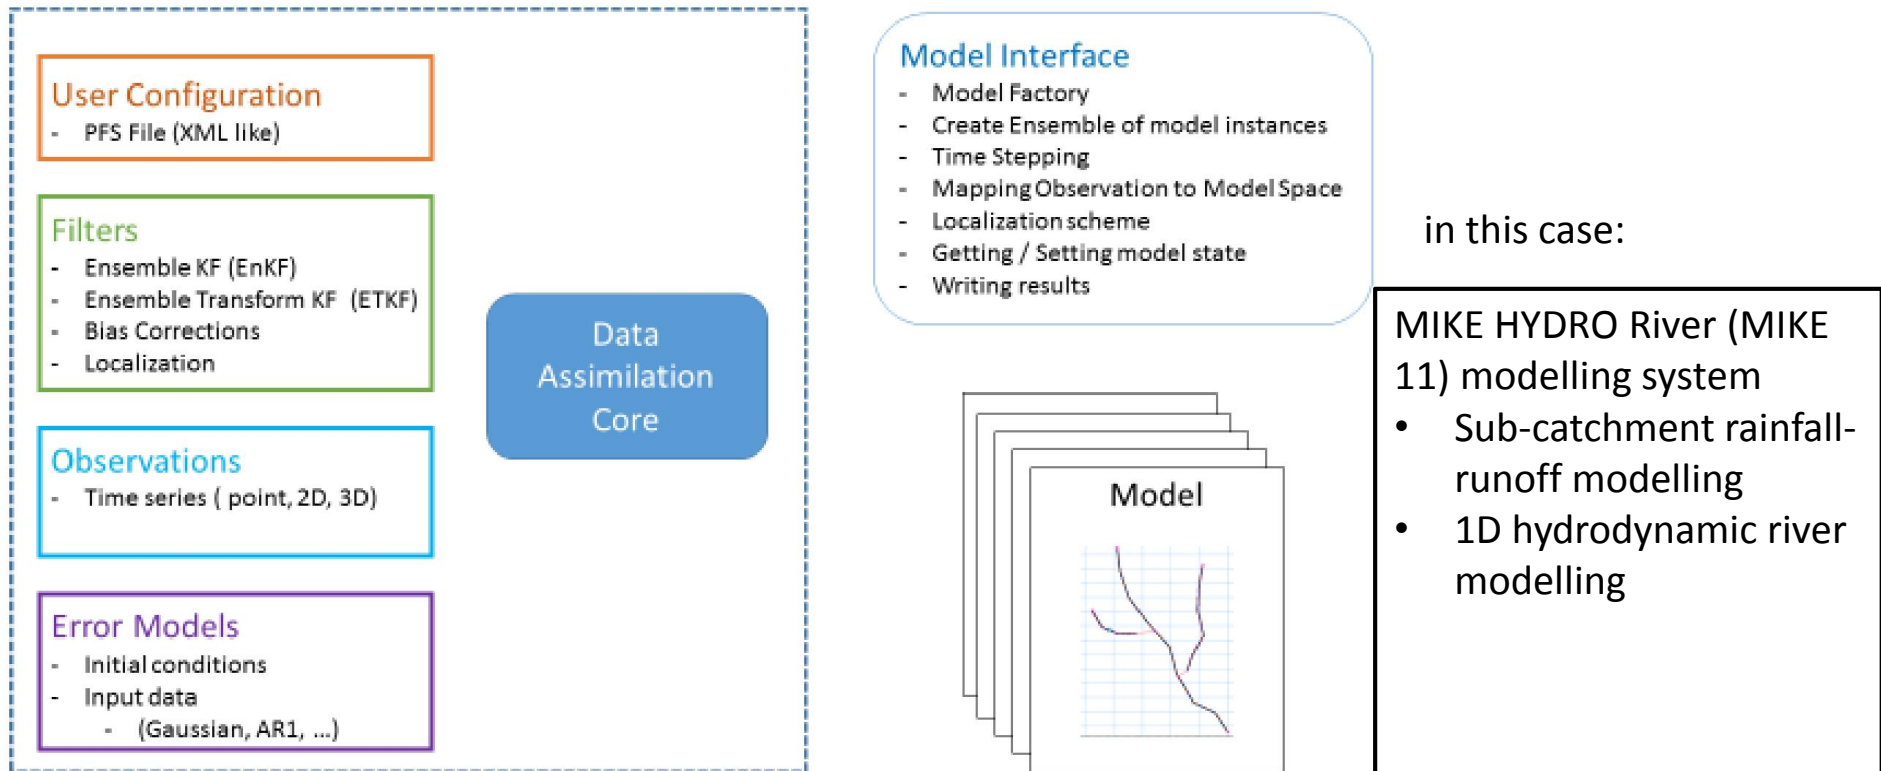 User Configuration
- PFS File (XML like)
Filters
- Ensemble KF (EnKF)
- Ensemble Transform KF (ETKF)
- Bias Corrections
- Localization
Observations
- Time series ( point, 2D, 3D)
Error Models
- Initial conditions
- Input data
- (Gaussian, AR1, ...)
Data
Assimilation
Core
Model Interface
- Model Factory
- Create Ensemble of model instances
- Time Stepping
- Mapping Observation to Model Space
- Localization scheme
- Getting / Setting model state
- Writing results
Model
in this case:
MIKE HYDRO River (MIKE
11) modelling system
• Sub-catchment rainfall-
runoff modelling
• 1D hydrodynamic river
modelling